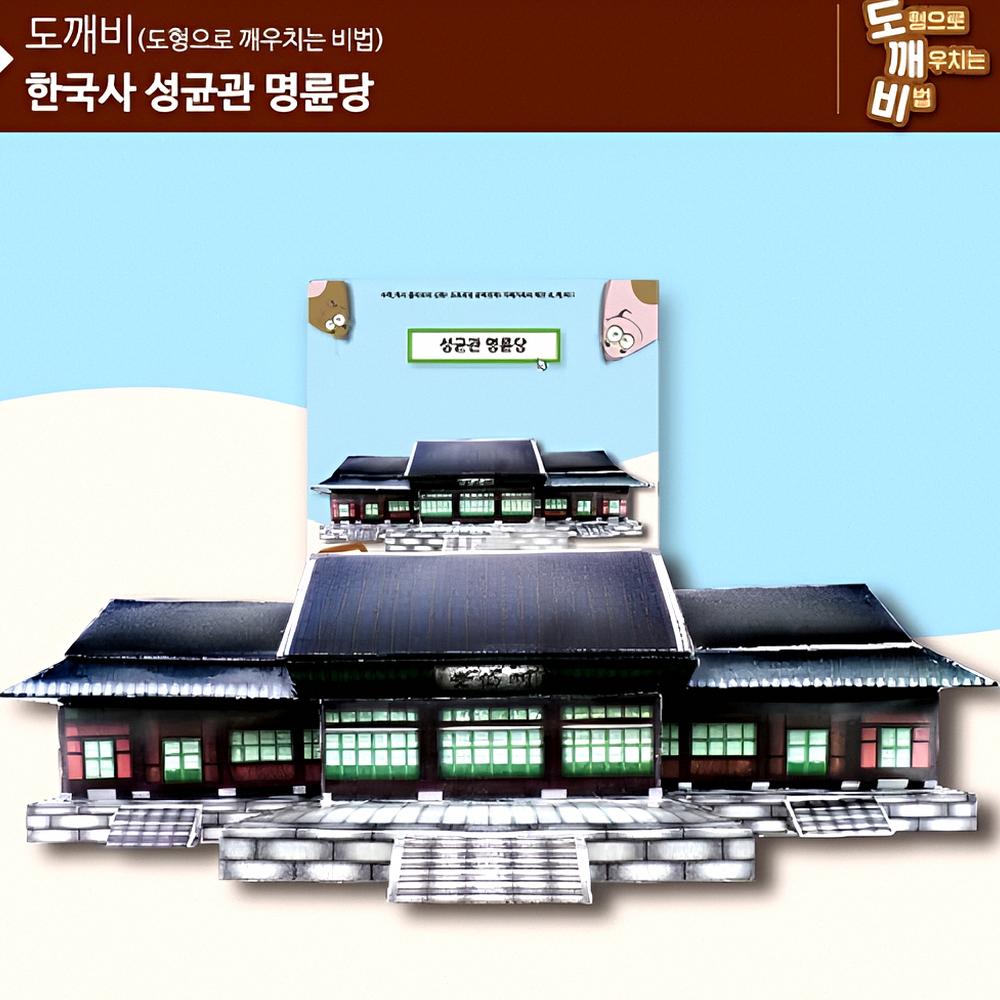 도깨비(도형으로 깨우치는 비법)
한국사 성균관 명륜당
도형으로
깨우치는
비법
성균관 명륜당